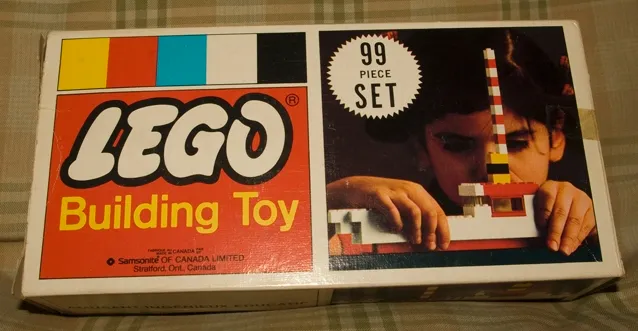 LEGO®
Building Toy
Samsonite OF CANADA LIMITED
Stratford, Ont., Canada
99
PIECE
SET